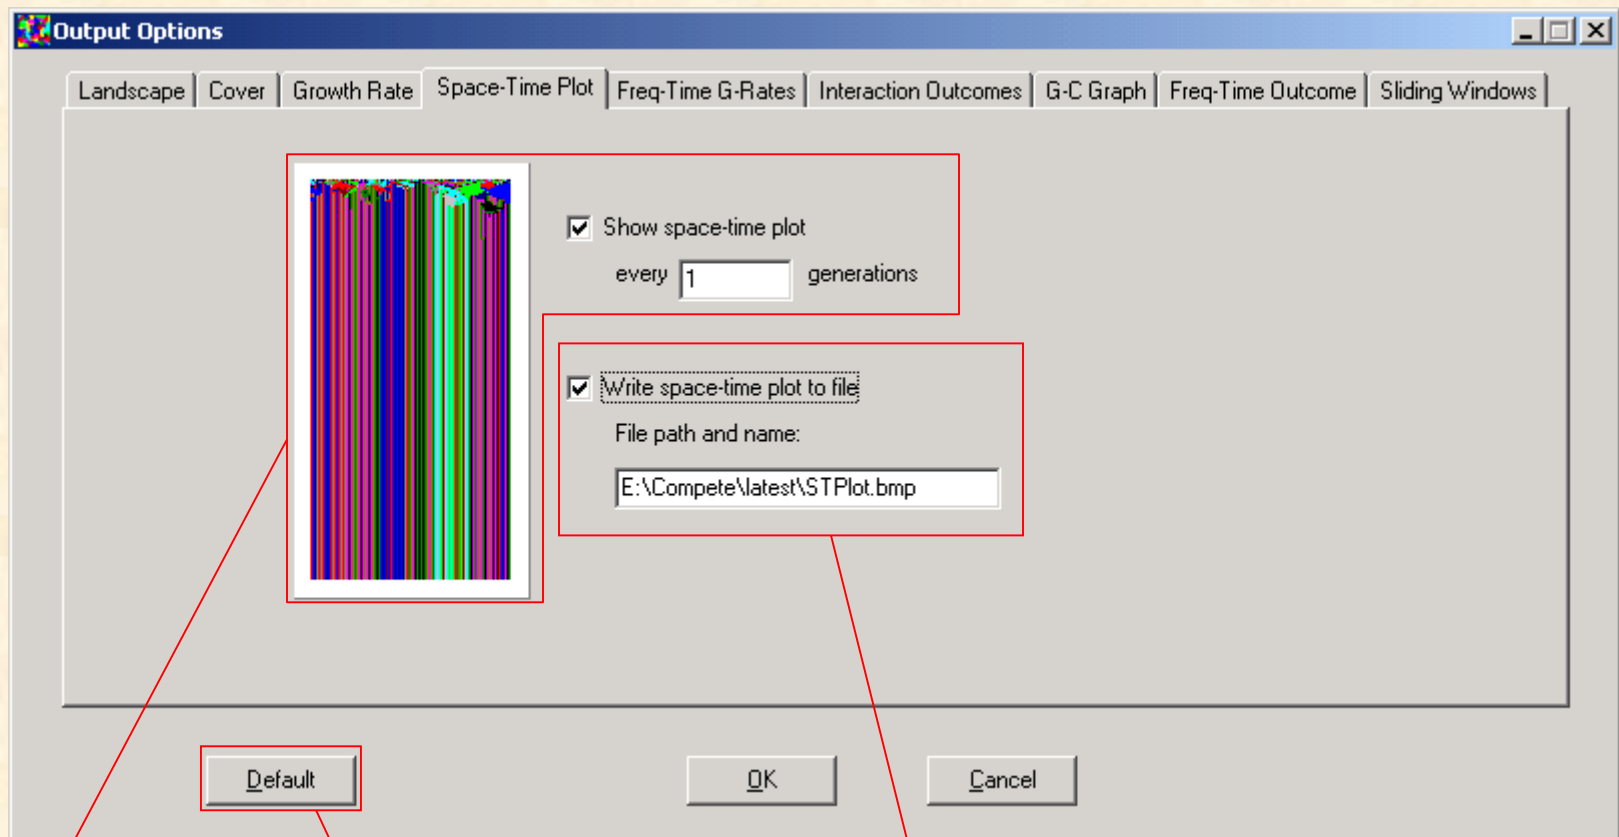 Output Options
Landscape Cover Growth Rate Space-Time Plot Freq-Time G-Rates Interaction Outcomes G-C Graph Freq-Time Outcome Sliding Windows
Show space-time plot
every 1 generations
Write space-time plot to file
File path and name:
E:\Compete\latest\STPlot.bmp
Default OK Cancel